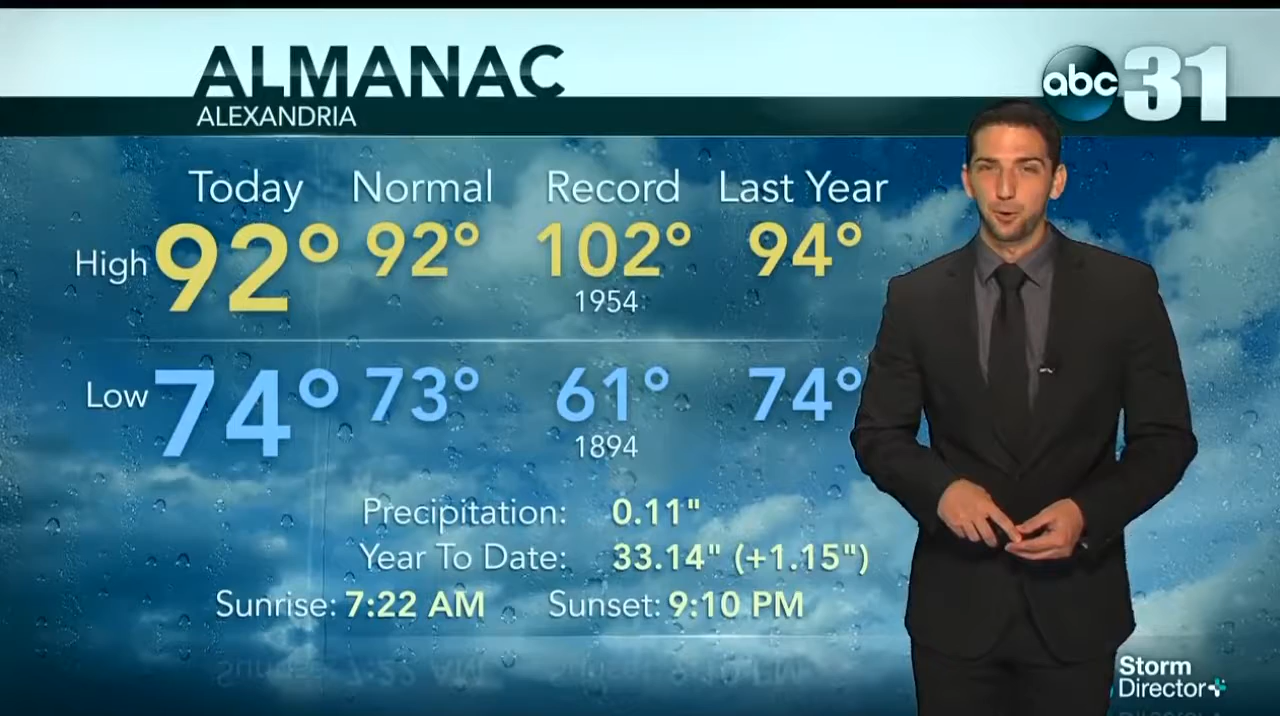 ALMANAC
ALEXANDRIA
abc 31
Today Normal Record Last Year
High 92° 92° 102° 94°
1954
Low 74° 73° 61° 74°
1894
Precipitation: 0.11"
Year To Date: 33.14" (+1.15")
Sunrise: 7:22 AM Sunset: 9:10 PM
Storm
Director+